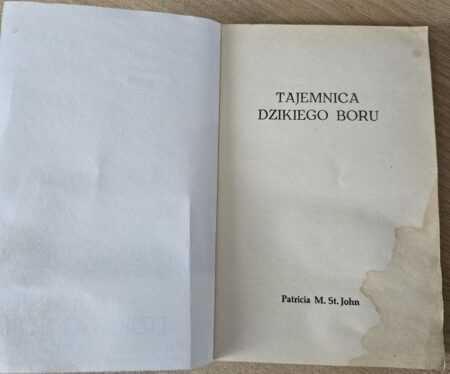 TAJEMNICA
DZIKIEGO BORU
Patricia M. St. John